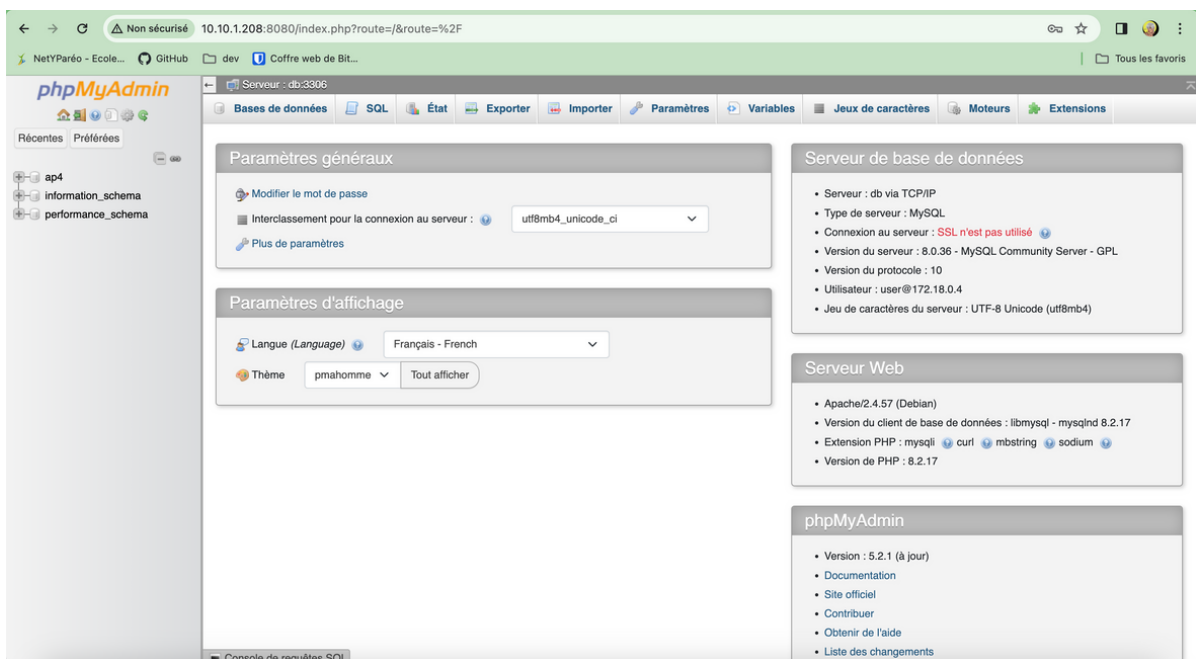 Non sécurisé 10.10.1.208:8080/index.php?route=/&route=%2F
NetYParéo - Ecole... GitHub dev Coffre web de Bit... Tous les favoris
phpMyAdmin
Récentes Préférées
ap4
information_schema
performance_schema
Serveur : db:3306
Bases de données SQL État Exporter Importer Paramètres Variables Jeux de caractères Moteurs Extensions
Paramètres généraux
Modifier le mot de passe
Interclassement pour la connexion au serveur : utf8mb4_unicode_ci
Plus de paramètres
Paramètres d'affichage
Langue (Language) Français - French
Thème pmahomme Tout afficher
Serveur de base de données
• Serveur : db via TCP/IP
• Type de serveur : MySQL
• Connexion au serveur : SSL n'est pas utilisé
• Version du serveur : 8.0.36 - MySQL Community Server - GPL
• Version du protocole : 10
• Utilisateur : user@172.18.0.4
• Jeu de caractères du serveur : UTF-8 Unicode (utf8mb4)
Serveur Web
• Apache/2.4.57 (Debian)
• Version du client de base de données : libmysql - mysqlnd 8.2.17
• Extension PHP : mysqli curl mbstring sodium
• Version de PHP : 8.2.17
phpMyAdmin
• Version : 5.2.1 (à jour)
• Documentation
• Site officiel
• Contribuer
• Obtenir de l'aide
• Liste des changements
Console de requêtes SQL